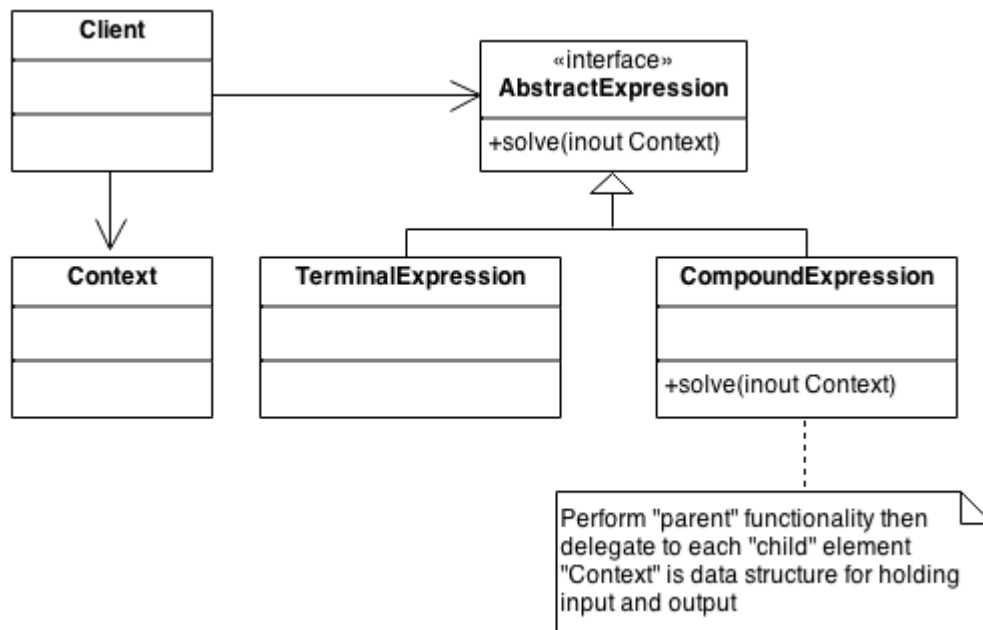 Client
«interface»
AbstractExpression
+solve(inout Context)
Context
TerminalExpression
CompoundExpression
+solve(inout Context)
Perform "parent" functionality then
delegate to each "child" element
"Context" is data structure for holding
input and output